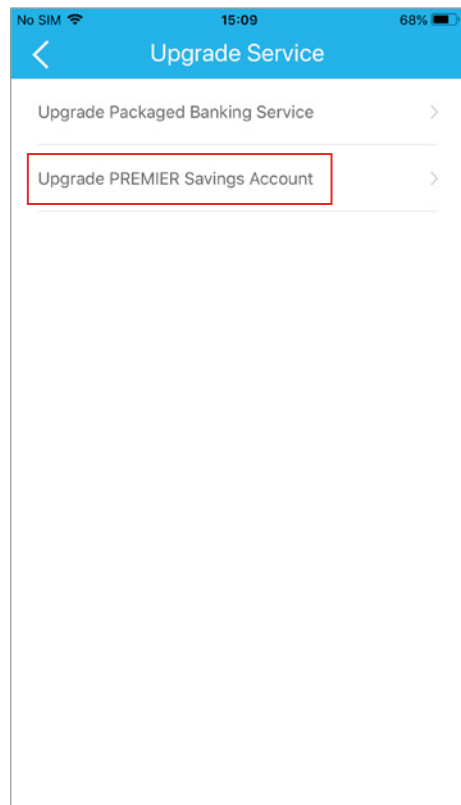 No SIM 15:09 68%
Upgrade Service
Upgrade Packaged Banking Service
Upgrade PREMIER Savings Account